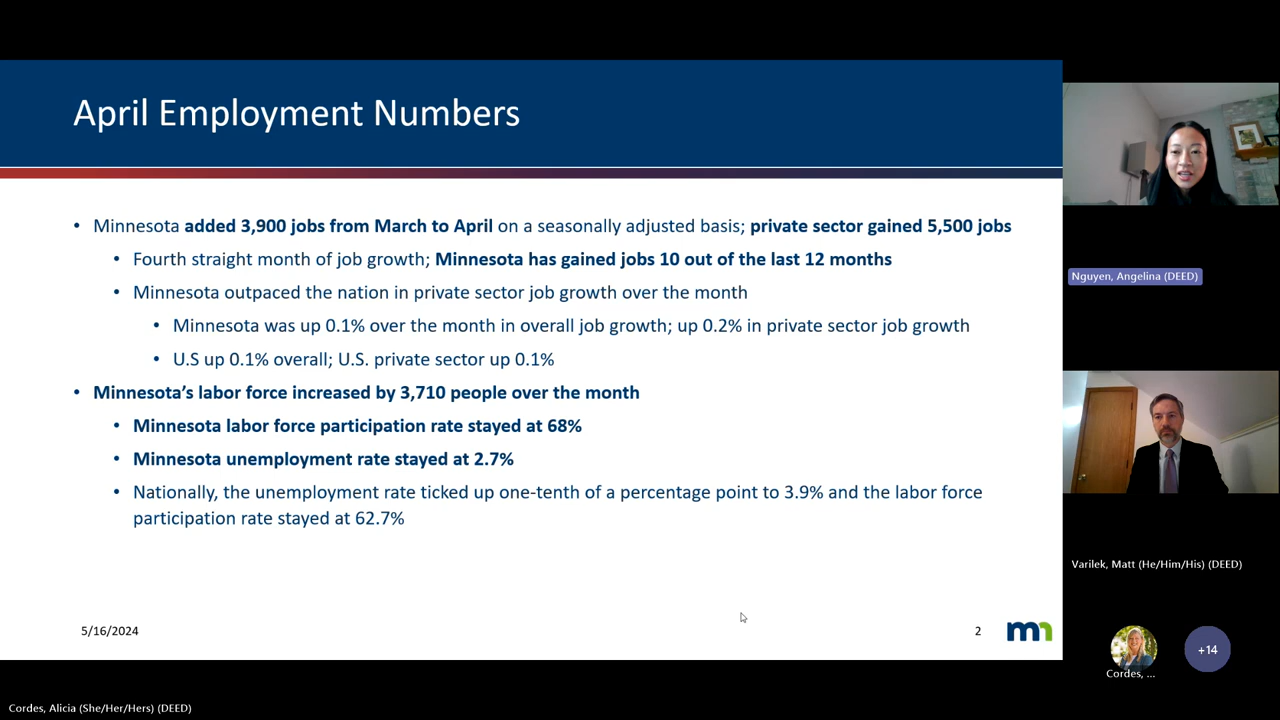 April Employment Numbers
• Minnesota added 3,900 jobs from March to April on a seasonally adjusted basis; private sector gained 5,500 jobs
• Fourth straight month of job growth; Minnesota has gained jobs 10 out of the last 12 months
• Minnesota outpaced the nation in private sector job growth over the month
• Minnesota was up 0.1% over the month in overall job growth; up 0.2% in private sector job growth
• U.S up 0.1% overall; U.S. private sector up 0.1%
• Minnesota's labor force increased by 3,710 people over the month
• Minnesota labor force participation rate stayed at 68%
• Minnesota unemployment rate stayed at 2.7%
• Nationally, the unemployment rate ticked up one-tenth of a percentage point to 3.9% and the labor force
participation rate stayed at 62.7%
5/16/2024
2
mn
Nguyen, Angelina (DEED)
Varilek, Matt (He/Him/His) (DEED)
+14
Cordes, ...
Cordes, Alicia (She/Her/Hers) (DEED)